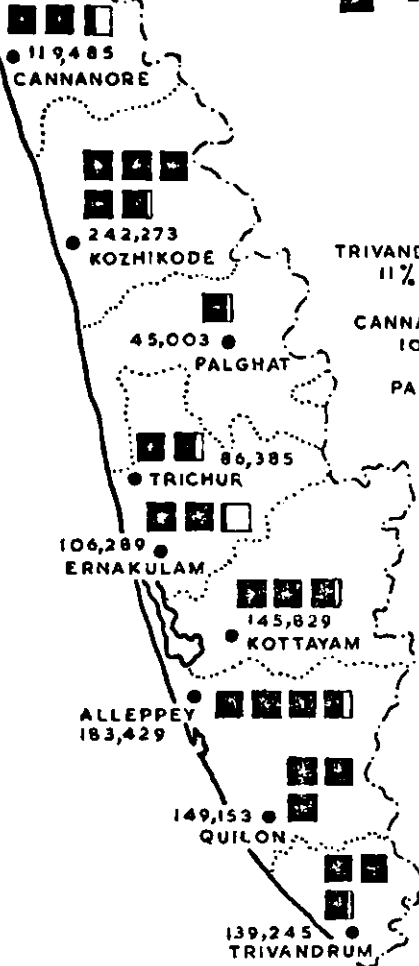 119,485
CANNANORE
242,273
KOZHIKODE
TRIVAND
11%
CANNA
10
45,003
PALGHAT
PA
86,385
TRICHUR
106,289
ERNAKULAM
145,829
KOTTAYAM
ALLEPPEY
183,429
149,153
QUILON
139,245
TRIVANDRUM